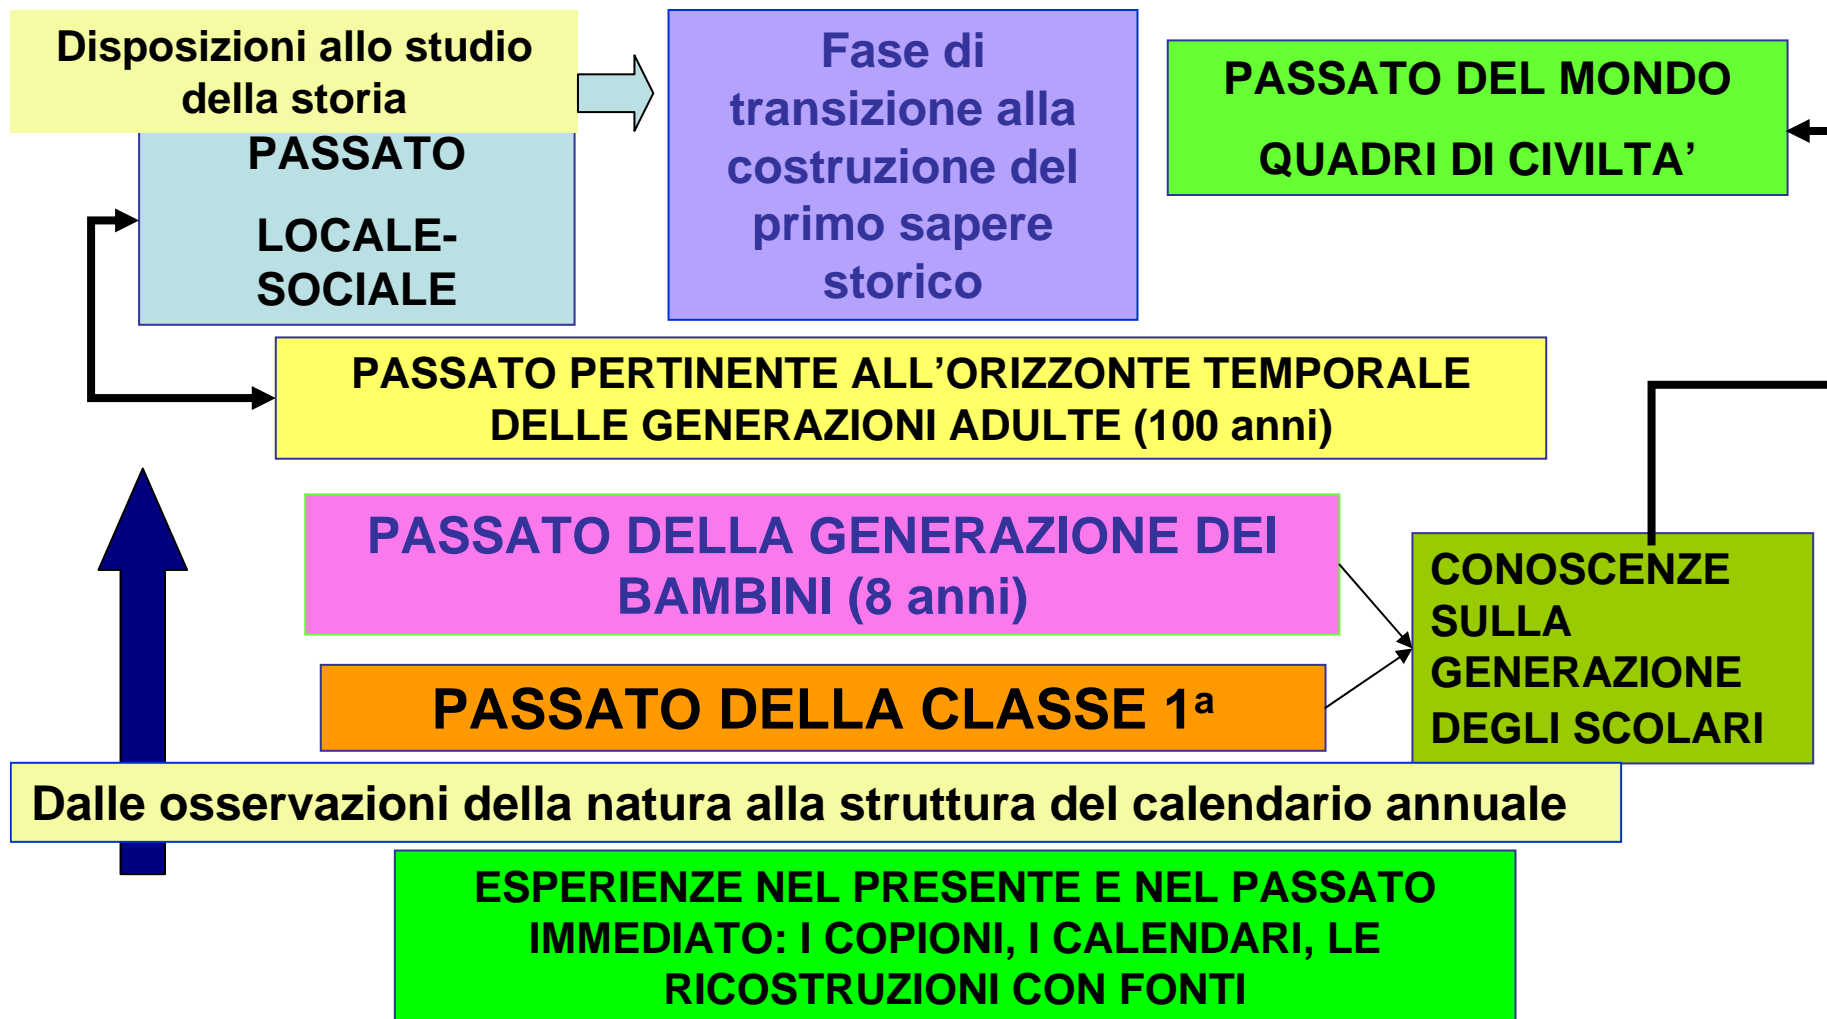 Disposizioni allo studio
della storia
PASSATO
LOCALE-
SOCIALE
Fase di
transizione alla
costruzione del
primo sapere
storico
PASSATO DEL MONDO
QUADRI DI CIVILTA’
PASSATO PERTINENTE ALL’ORIZZONTE TEMPORALE
DELLE GENERAZIONI ADULTE (100 anni)
PASSATO DELLA GENERAZIONE DEI
BAMBINI (8 anni)
CONOSCENZE
SULLA
GENERAZIONE
DEGLI SCOLARI
PASSATO DELLA CLASSE 1ª
Dalle osservazioni della natura alla struttura del calendario annuale
ESPERIENZE NEL PRESENTE E NEL PASSATO
IMMEDIATO: I COPIONI, I CALENDARI, LE
RICOSTRUZIONI CON FONTI